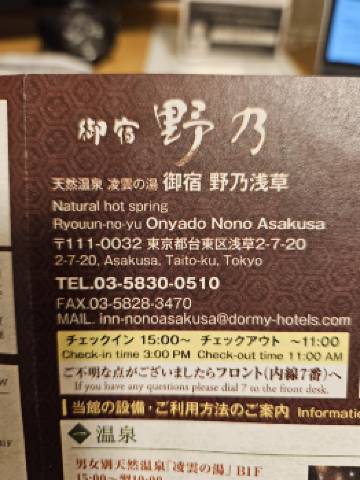 御宿 野乃
天然温泉 凌雲の湯 御宿 野乃浅草
Natural hot spring
Ryouun-no-yu Onyado Nono Asakusa
〒111-0032 東京都台東区浅草2-7-20
2-7-20, Asakusa, Taito-ku, Tokyo
TEL.03-5830-0510
FAX.03-5828-3470
MAIL. inn-nonoasakusa@dormy-hotels.com
チェックイン 15:00～ チェックアウト ～11:00
Check-in time 3:00 PM Check-out time 11:00 AM
ご不明な点がございましたらフロント(内線7番)へ
If you have any questions please dial 7 to the front desk.
当館の設備・ご利用方法のご案内
一 温泉
男女別天然温泉「凌雲の湯」B1F
15:00～翌10:00